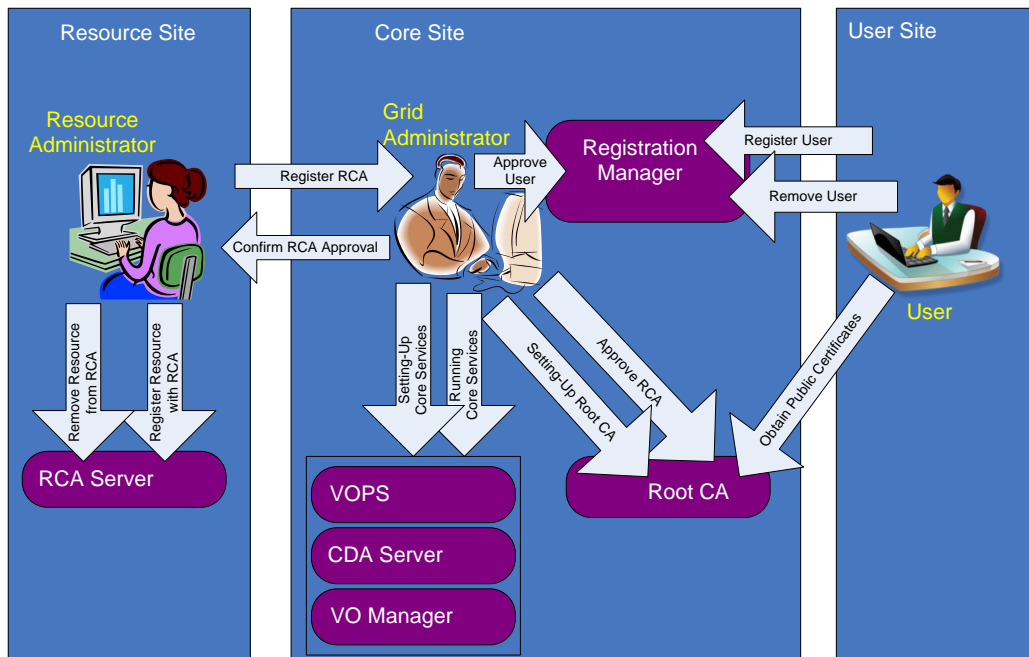 Resource Site
Core Site
User Site
Resource
Administrator
Grid
Administrator
Registration
Manager
Register RCA
Approve
User
Register User
Remove User
Confirm RCA Approval
User
Remove Resource
from RCA
Register Resource
with RCA
Setting-Up
Core Services
Running
Core Services
Setting-Up Root CA
Approve RCA
Obtain Public Certificates
RCA Server
VOPS
CDA Server
VO Manager
Root CA